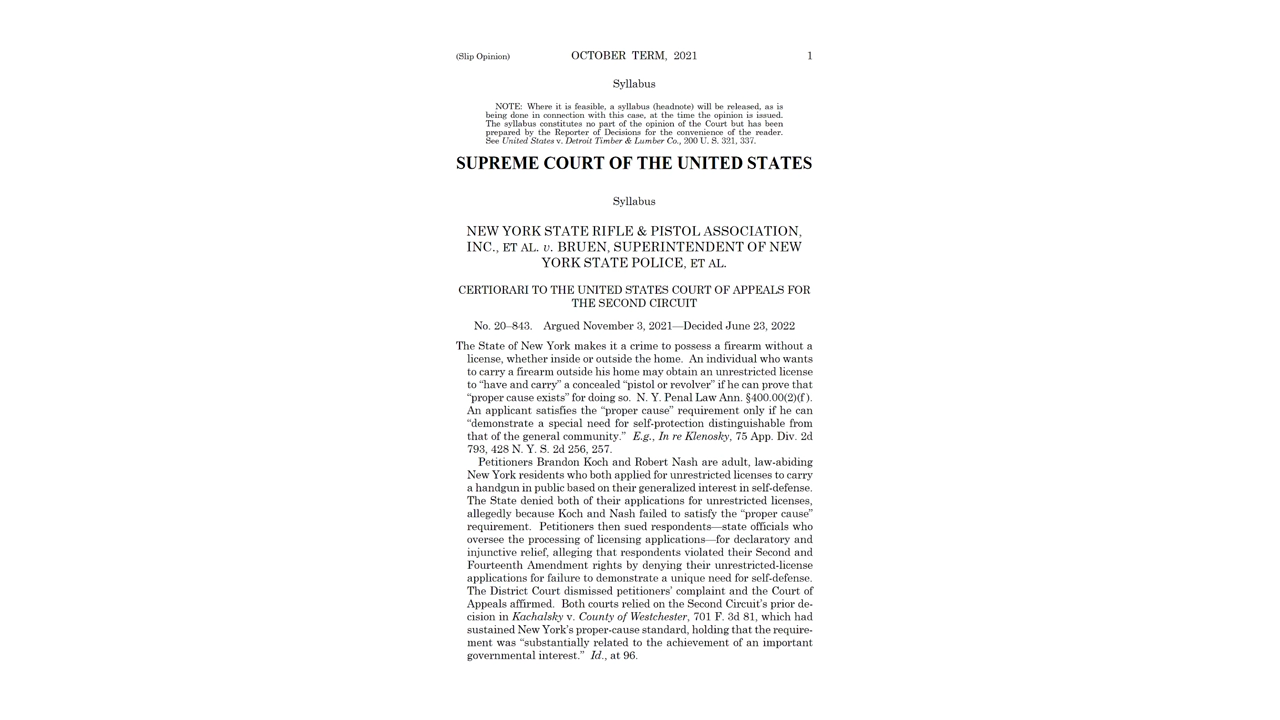 (Slip Opinion) OCTOBER TERM, 2021 1
Syllabus
NOTE: Where it is feasible, a syllabus (headnote) will be released, as is
being done in connection with this case, at the time the opinion is issued.
The syllabus constitutes no part of the opinion of the Court but has been
prepared by the Reporter of Decisions for the convenience of the reader.
See United States v. Detroit Timber & Lumber Co., 200 U. S. 321, 337.
SUPREME COURT OF THE UNITED STATES
Syllabus
NEW YORK STATE RIFLE & PISTOL ASSOCIATION,
INC., ET AL. v. BRUEN, SUPERINTENDENT OF NEW
YORK STATE POLICE, ET AL.
CERTIORARI TO THE UNITED STATES COURT OF APPEALS FOR
THE SECOND CIRCUIT
No. 20–843. Argued November 3, 2021—Decided June 23, 2022
The State of New York makes it a crime to possess a firearm without a
license, whether inside or outside the home. An individual who wants
to carry a firearm outside his home may obtain an unrestricted license
to “have and carry” a concealed “pistol or revolver” if he can prove that
“proper cause exists” for doing so. N. Y. Penal Law Ann. §400.00(2)(f).
An applicant satisfies the “proper cause” requirement only if he can
“demonstrate a special need for self-protection distinguishable from
that of the general community.” E.g., In re Klenosky, 75 App. Div. 2d
793, 428 N. Y. S. 2d 256, 257.
Petitioners Brandon Koch and Robert Nash are adult, law-abiding
New York residents who both applied for unrestricted licenses to carry
a handgun in public based on their generalized interest in self-defense.
The State denied both of their applications for unrestricted licenses,
allegedly because Koch and Nash failed to satisfy the “proper cause”
requirement. Petitioners then sued respondents—state officials who
oversee the processing of licensing applications—for declaratory and
injunctive relief, alleging that respondents violated their Second and
Fourteenth Amendment rights by denying their unrestricted-license
applications for failure to demonstrate a unique need for self-defense.
The District Court dismissed petitioners’ complaint and the Court of
Appeals affirmed. Both courts relied on the Second Circuit’s prior de-
cision in Kachalsky v. County of Westchester, 701 F. 3d 81, which had
sustained New York’s proper-cause standard, holding that the require-
ment was “substantially related to the achievement of an important
governmental interest.” Id., at 96.